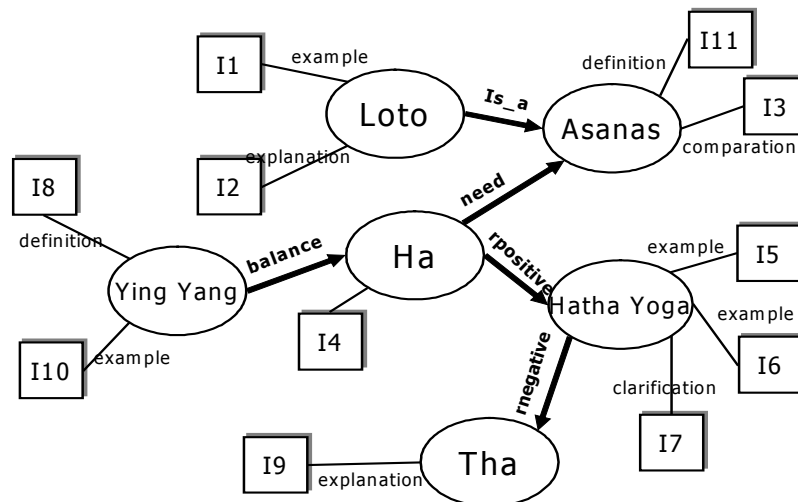 I11
I1
example
definition
Is_a
Loto
Asanas
I3
explanation
comparation
I2
I8
need
definition
balance
rpositive
example
I5
Ha
Ying Yang
Hatha Yoga
example
I4
example
I10
rnegative
I6
clarification
I7
Tha
I9
explanation